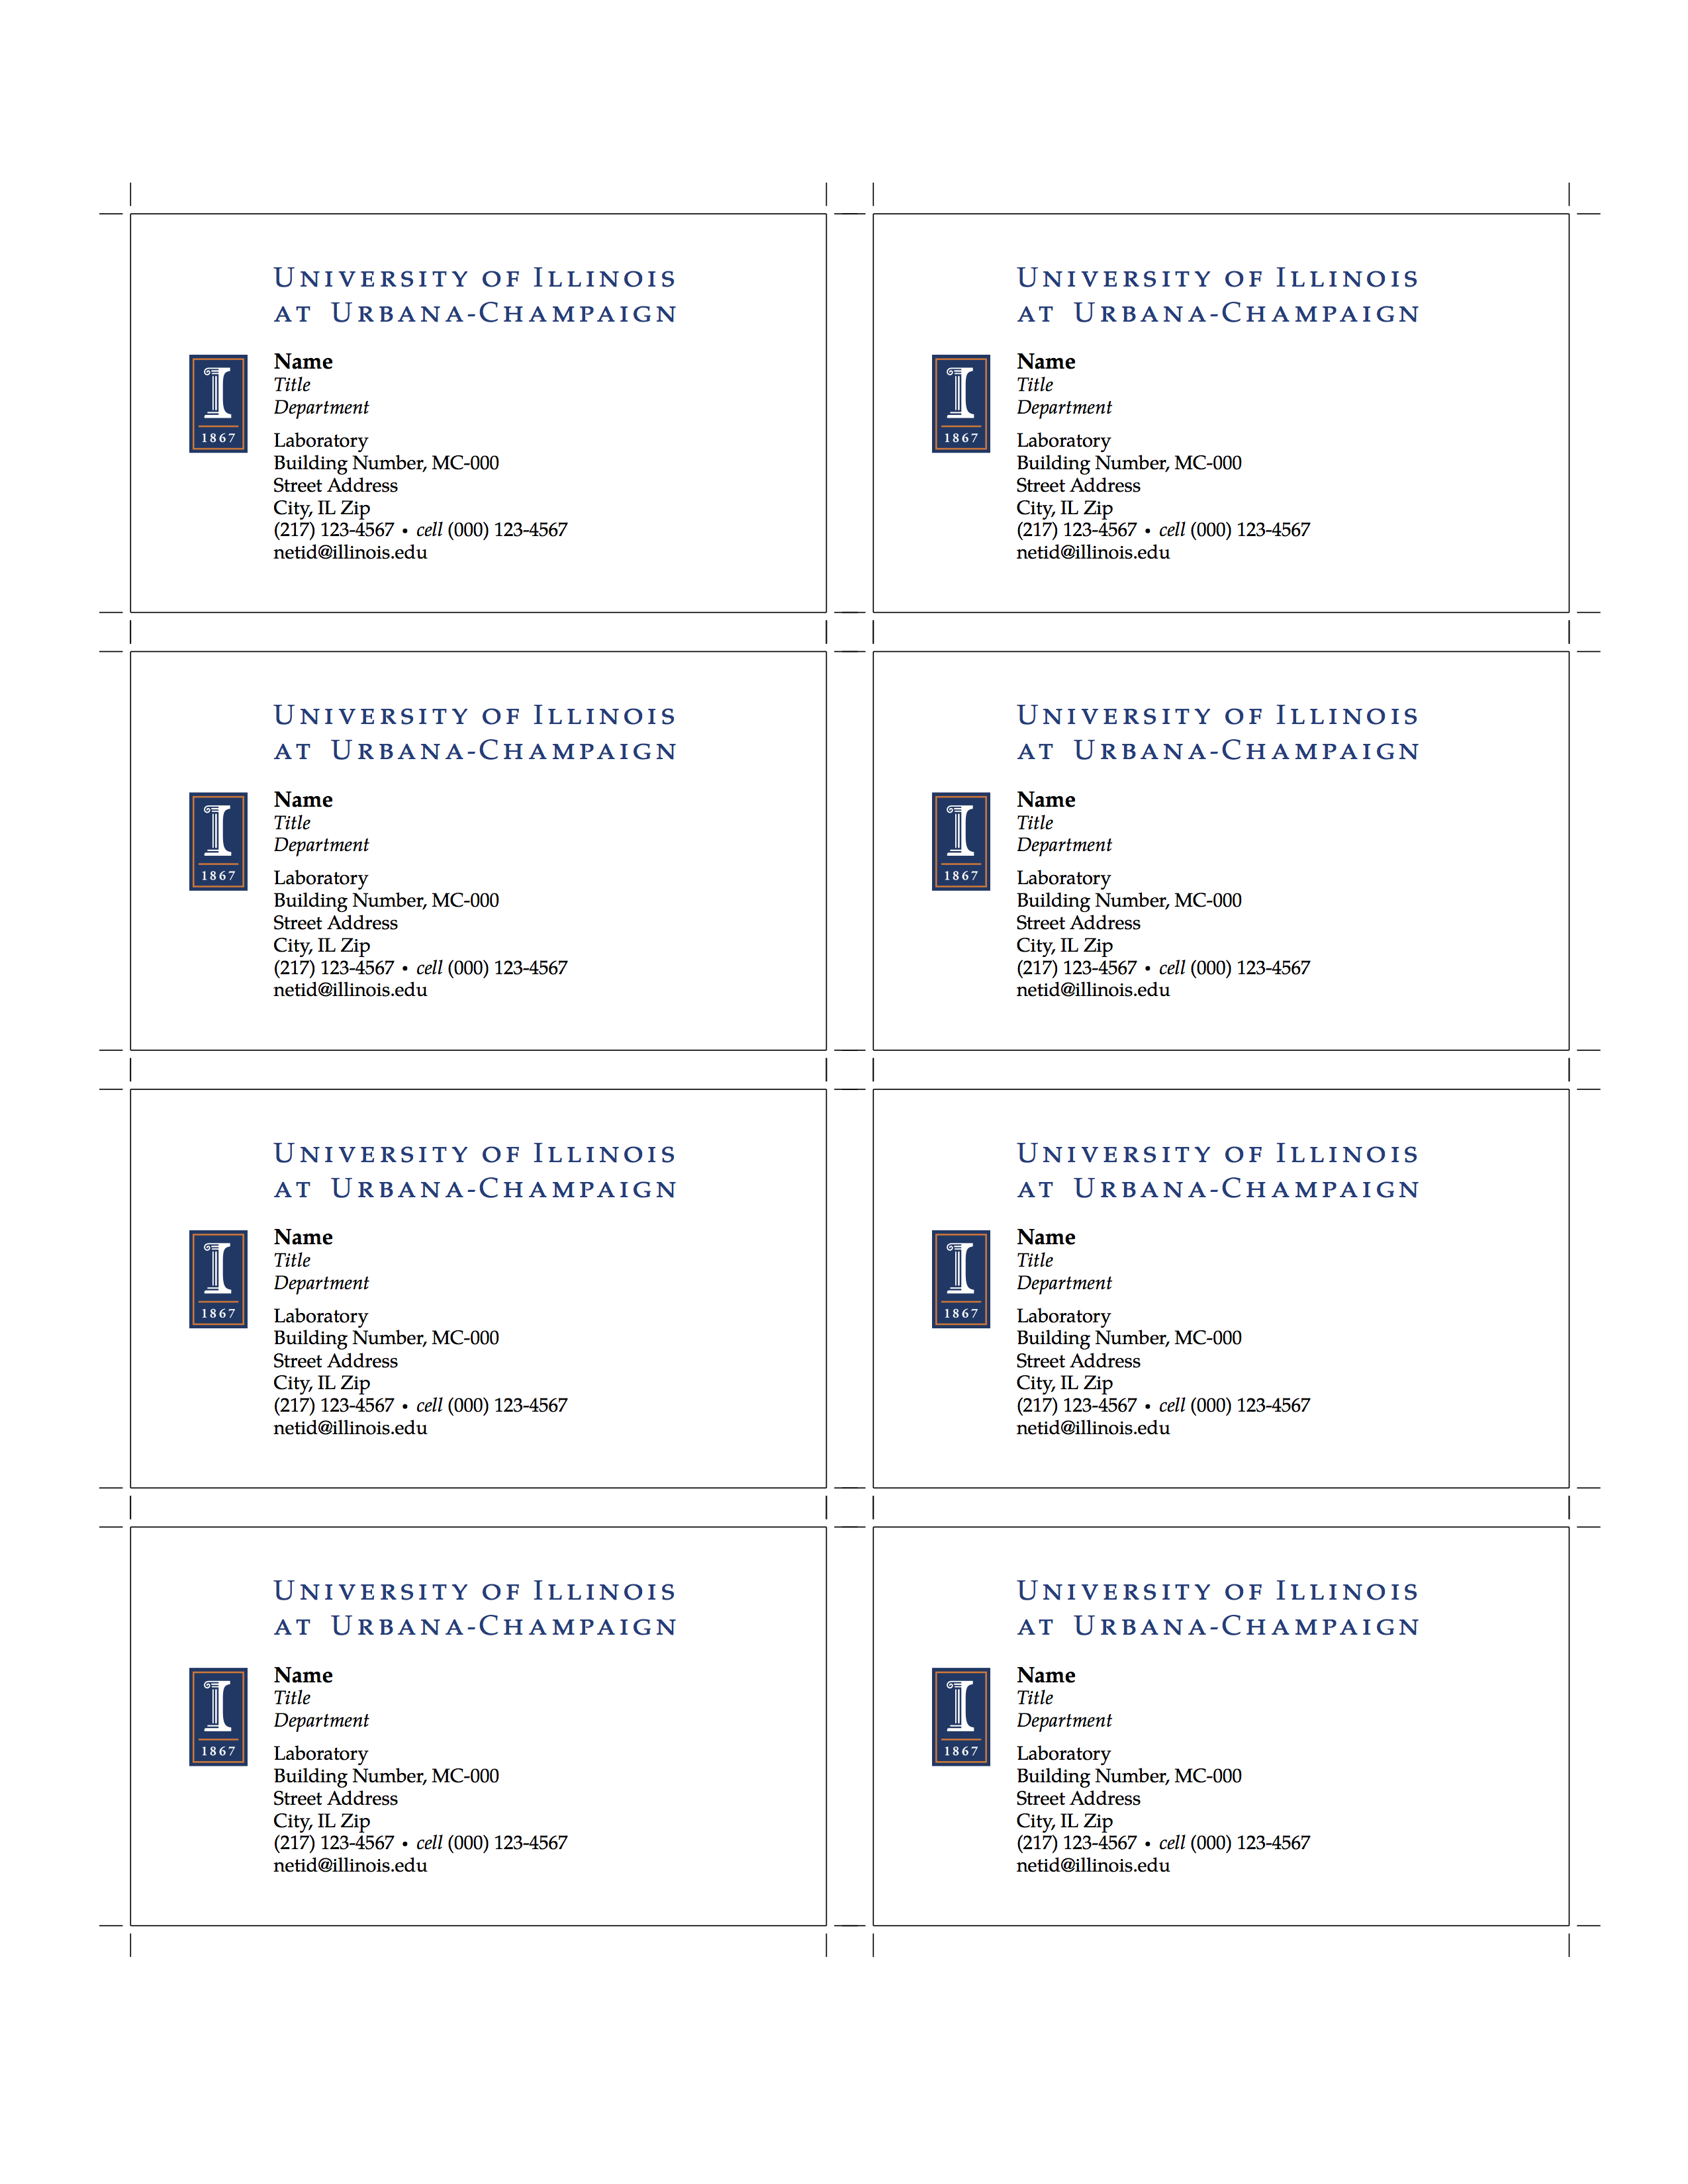 UNIVERSITY OF ILLINOIS
AT URBANA-CHAMPAIGN
Name
Title
Department
I
1867
Laboratory
Building Number, MC-000
Street Address
City, IL Zip
(217) 123-4567 • cell (000) 123-4567
netid@illinois.edu
UNIVERSITY OF ILLINOIS
AT URBANA-CHAMPAIGN
Name
Title
Department
I
1867
Laboratory
Building Number, MC-000
Street Address
City, IL Zip
(217) 123-4567 • cell (000) 123-4567
netid@illinois.edu
UNIVERSITY OF ILLINOIS
AT URBANA-CHAMPAIGN
Name
Title
Department
I
1867
Laboratory
Building Number, MC-000
Street Address
City, IL Zip
(217) 123-4567 • cell (000) 123-4567
netid@illinois.edu
UNIVERSITY OF ILLINOIS
AT URBANA-CHAMPAIGN
Name
Title
Department
I
1867
Laboratory
Building Number, MC-000
Street Address
City, IL Zip
(217) 123-4567 • cell (000) 123-4567
netid@illinois.edu
UNIVERSITY OF ILLINOIS
AT URBANA-CHAMPAIGN
Name
Title
Department
I
1867
Laboratory
Building Number, MC-000
Street Address
City, IL Zip
(217) 123-4567 • cell (000) 123-4567
netid@illinois.edu
UNIVERSITY OF ILLINOIS
AT URBANA-CHAMPAIGN
Name
Title
Department
I
1867
Laboratory
Building Number, MC-000
Street Address
City, IL Zip
(217) 123-4567 • cell (000) 123-4567
netid@illinois.edu
UNIVERSITY OF ILLINOIS
AT URBANA-CHAMPAIGN
Name
Title
Department
I
1867
Laboratory
Building Number, MC-000
Street Address
City, IL Zip
(217) 123-4567 • cell (000) 123-4567
netid@illinois.edu
UNIVERSITY OF ILLINOIS
AT URBANA-CHAMPAIGN
Name
Title
Department
I
1867
Laboratory
Building Number, MC-000
Street Address
City, IL Zip
(217) 123-4567 • cell (000) 123-4567
netid@illinois.edu